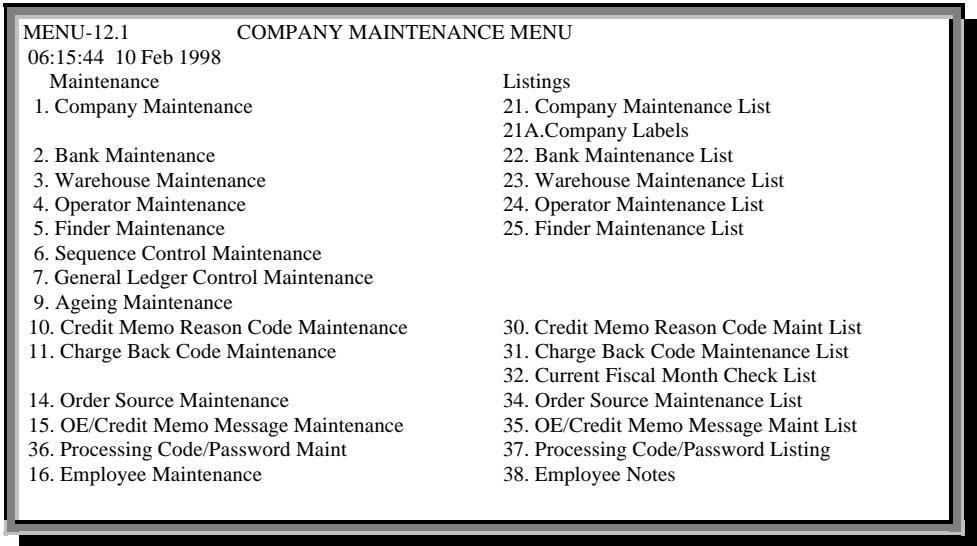 MENU-12.1 COMPANY MAINTENANCE MENU
06:15:44 10 Feb 1998
Maintenance Listings
1. Company Maintenance 21. Company Maintenance List
21A.Company Labels
2. Bank Maintenance 22. Bank Maintenance List
3. Warehouse Maintenance 23. Warehouse Maintenance List
4. Operator Maintenance 24. Operator Maintenance List
5. Finder Maintenance 25. Finder Maintenance List
6. Sequence Control Maintenance
7. General Ledger Control Maintenance
9. Ageing Maintenance
10. Credit Memo Reason Code Maintenance 30. Credit Memo Reason Code Maint List
11. Charge Back Code Maintenance 31. Charge Back Code Maintenance List
32. Current Fiscal Month Check List
14. Order Source Maintenance 34. Order Source Maintenance List
15. OE/Credit Memo Message Maintenance 35. OE/Credit Memo Message Maint List
36. Processing Code/Password Maint 37. Processing Code/Password Listing
16. Employee Maintenance 38. Employee Notes